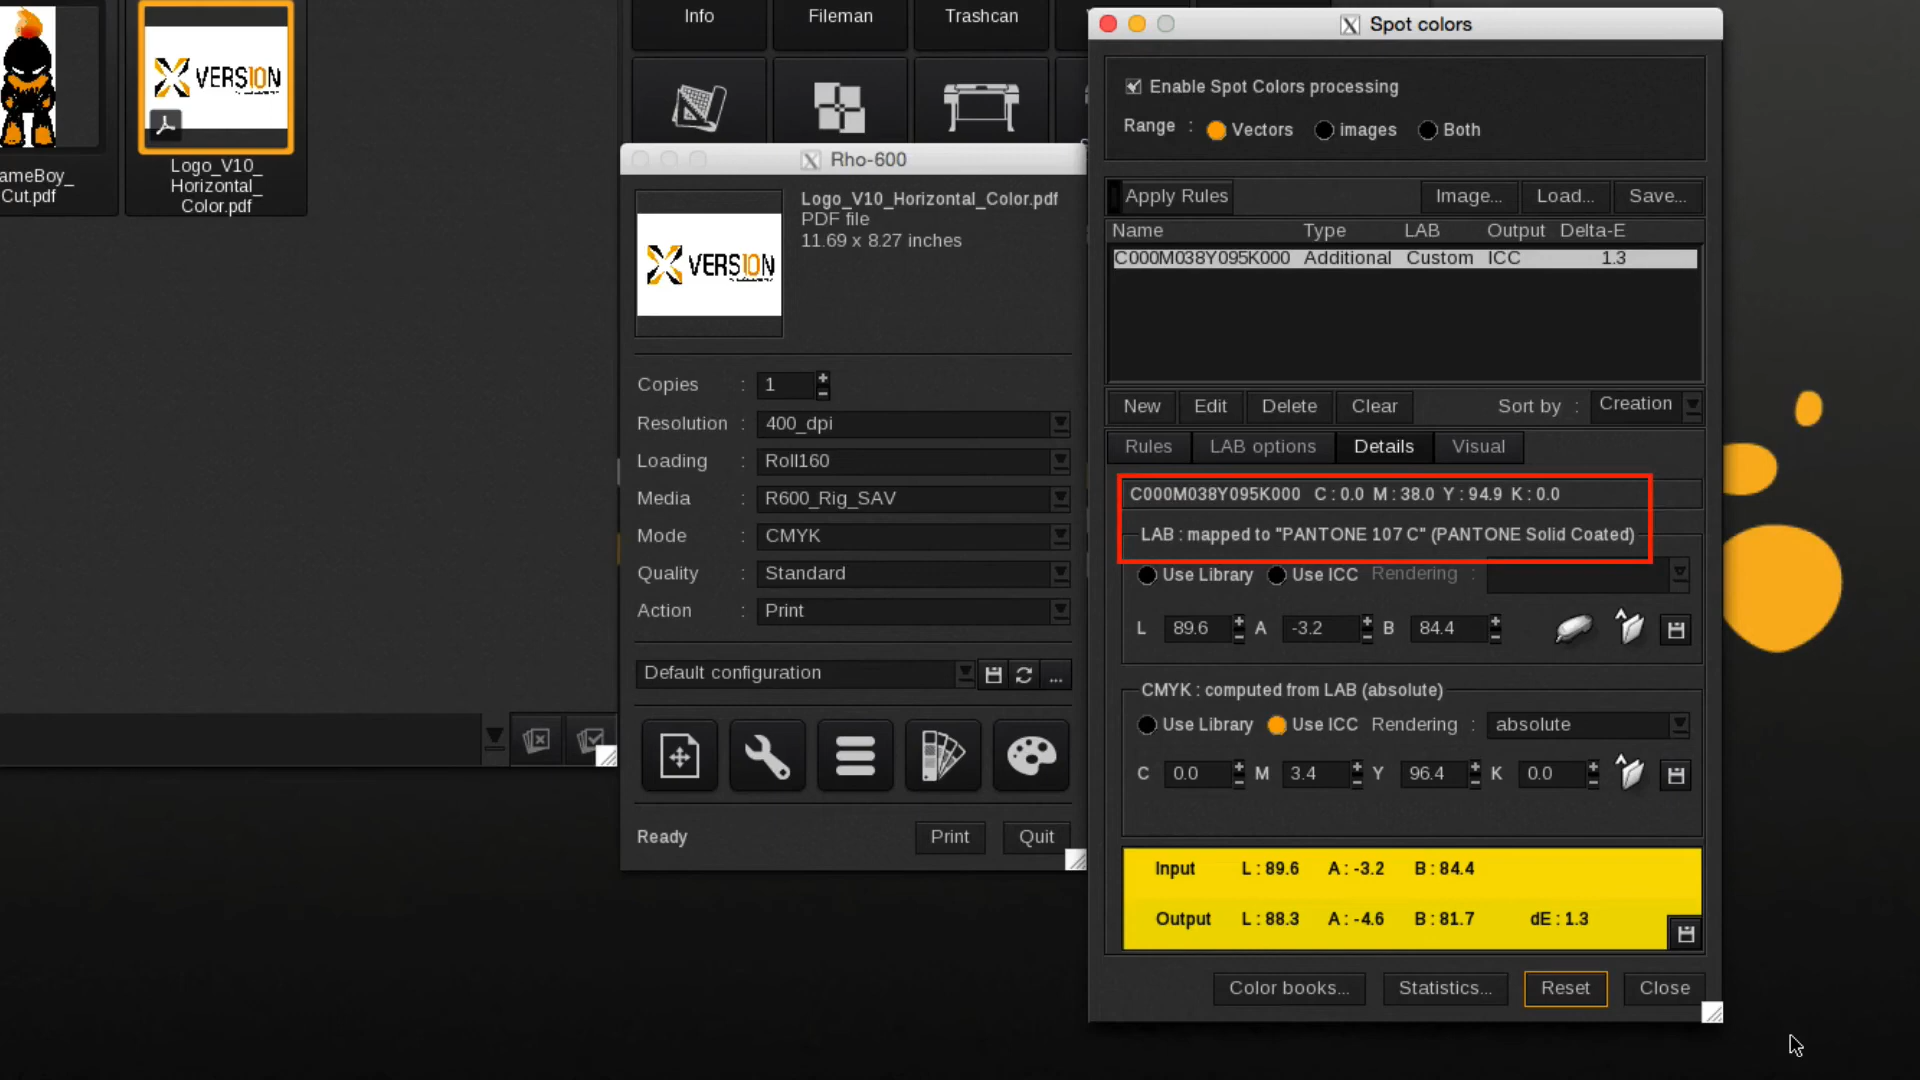 Info
Fileman
Trashcan
ameBoy_
Cut.pdf
VERS10N
Logo_V10_
Horizontal_
Color.pdf
Rho-600
VERS10N
Logo_V10_Horizontal_Color.pdf
PDF file
11.69 x 8.27 inches
Copies : 1
Resolution : 400_dpi
Loading : Roll160
Media : R600_Rig_SAV
Mode : CMYK
Quality : Standard
Action : Print
Default configuration ...
Ready
Print
Quit
Spot colors
Enable Spot Colors processing
Range : Vectors images Both
Apply Rules Image... Load... Save...
Name Type LAB Output Delta-E
C000M038Y095K000 Additional Custom ICC 1.3
New Edit Delete Clear Sort by : Creation
Rules LAB options Details Visual
C000M038Y095K000 C : 0.0 M : 38.0 Y : 94.9 K : 0.0
LAB : mapped to "PANTONE 107 C" (PANTONE Solid Coated)
Use Library Use ICC Rendering :
L 89.6 A -3.2 B 84.4
CMYK : computed from LAB (absolute)
Use Library Use ICC Rendering : absolute
C 0.0 M 3.4 Y 96.4 K 0.0
Input L : 89.6 A : -3.2 B : 84.4
Output L : 88.3 A : -4.6 B : 81.7 dE : 1.3
Color books... Statistics... Reset Close